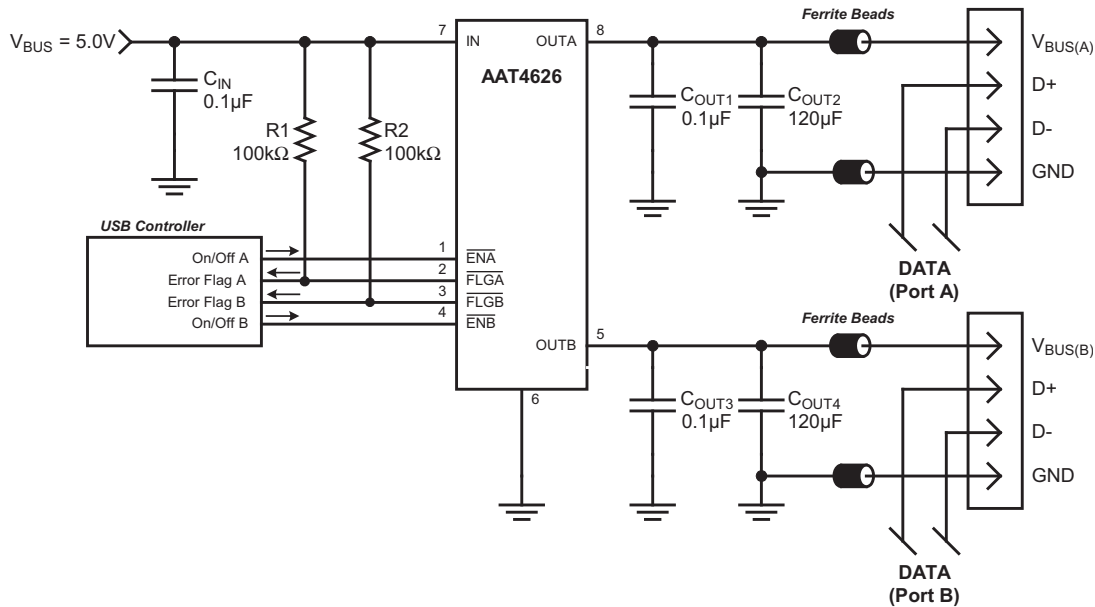 Ferrite Beads
V_BUS = 5.0V
7
IN
OUTA
8
V_BUS(A)
AAT4626
C_IN
0.1µF
C_OUT1
0.1µF
C_OUT2
120µF
D+
R1
100kΩ
R2
100kΩ
D-
GND
USB Controller
On/Off A
1
ENA
Error Flag A
2
FLGA
Error Flag B
3
FLGB
On/Off B
4
ENB
DATA
(Port A)
Ferrite Beads
OUTB
5
V_BUS(B)
6
C_OUT3
0.1µF
C_OUT4
120µF
D+
D-
GND
DATA
(Port B)